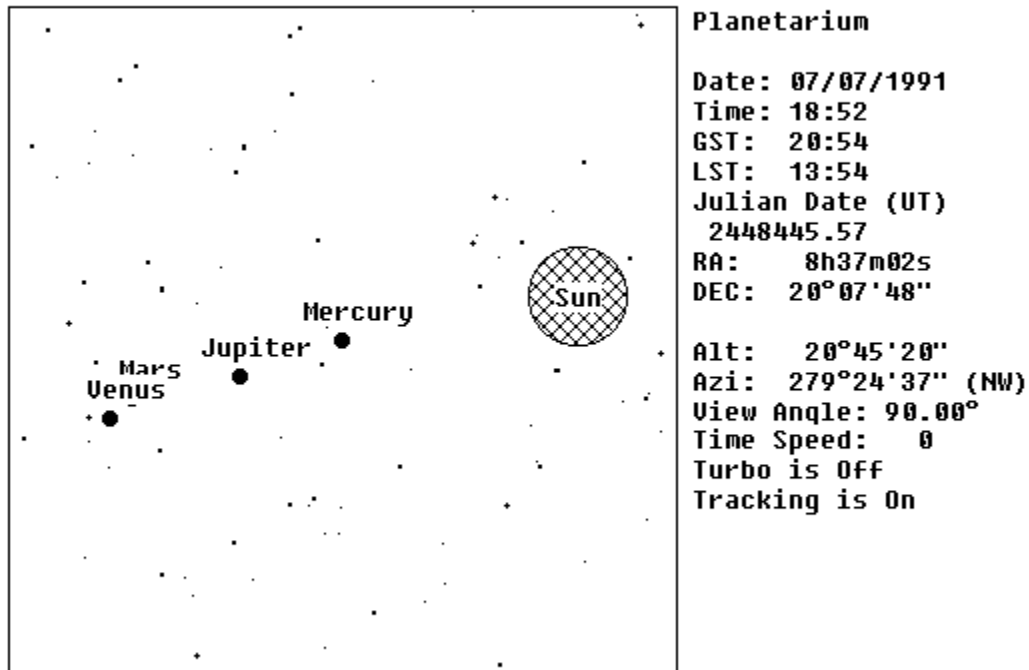 Planetarium
Date: 07/07/1991
Time: 18:52
GST: 20:54
LST: 13:54
Julian Date (UT)
2448445.57
RA: 8h37m02s
DEC: 20°07'48"
Alt: 20°45'20"
Azi: 279°24'37" (NW)
View Angle: 90.00°
Time Speed: 0
Turbo is Off
Tracking is On
Sun
Mercury
Jupiter
Mars
Venus